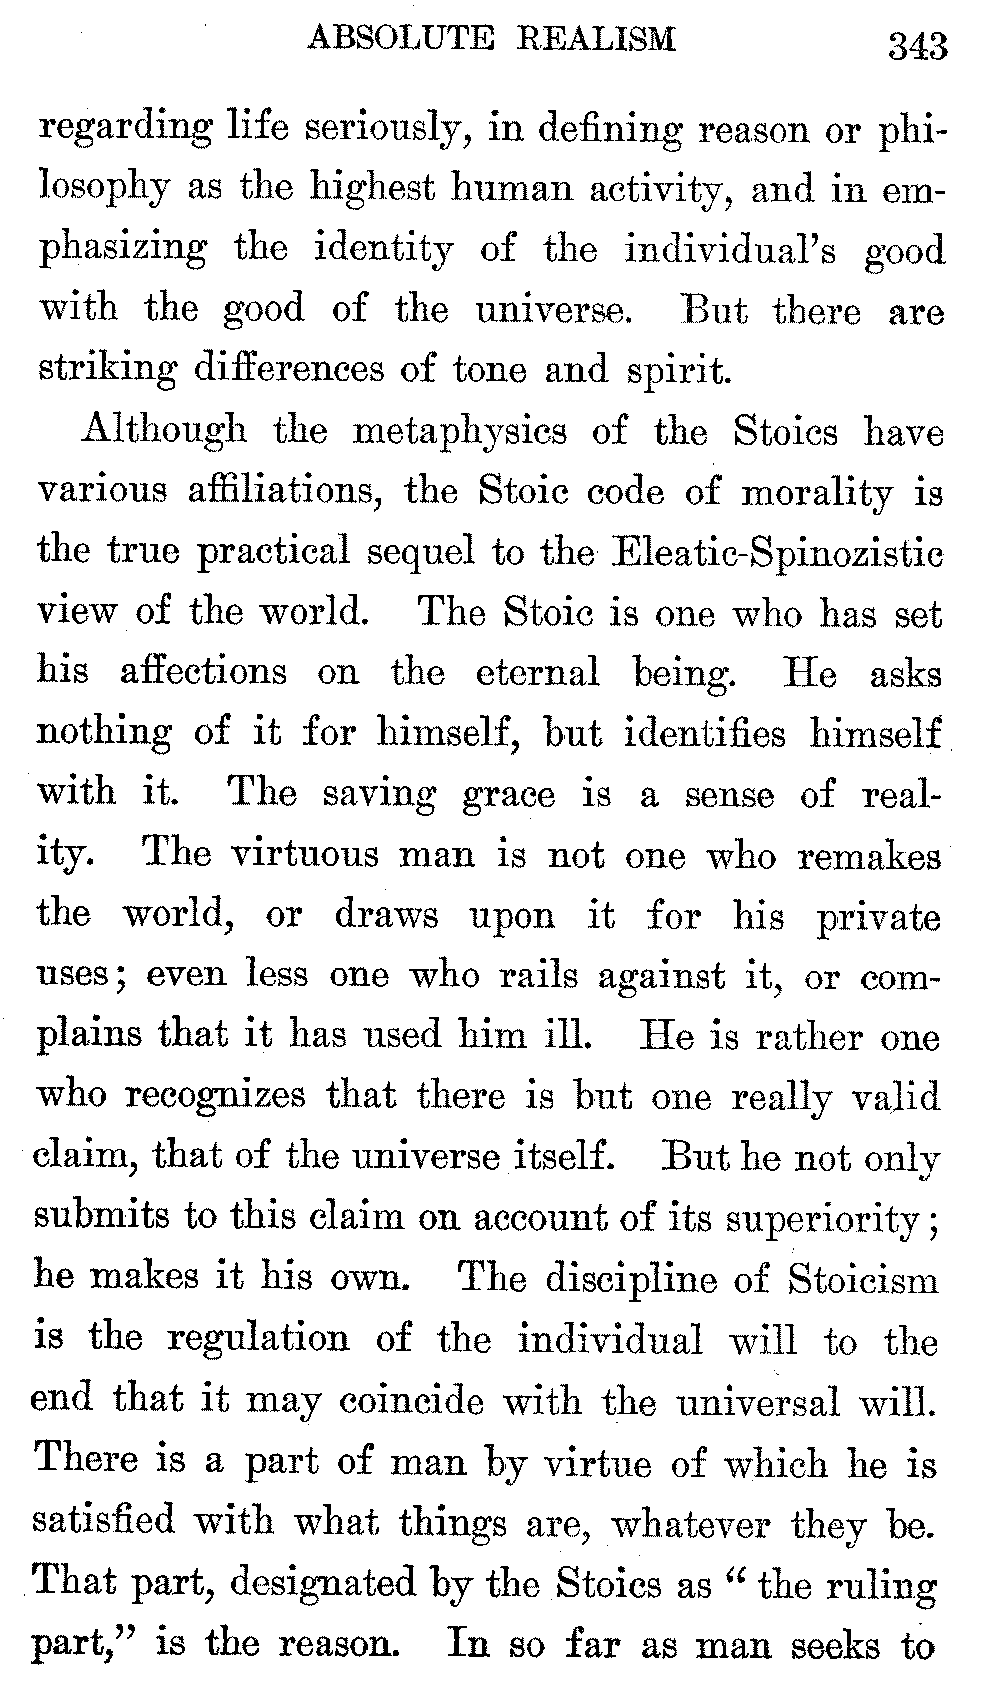 ABSOLUTE REALISM 343
regarding life seriously, in defining reason or phi-
losophy as the highest human activity, and in em-
phasizing the identity of the individual's good
with the good of the universe. But there are
striking differences of tone and spirit.
Although the metaphysics of the Stoics have
various affiliations, the Stoic code of morality is
the true practical sequel to the Eleatic-Spinozistic
view of the world. The Stoic is one who has set
his affections on the eternal being. He asks
nothing of it for himself, but identifies himself
with it. The saving grace is a sense of real-
ity. The virtuous man is not one who remakes
the world, or draws upon it for his private
uses; even less one who rails against it, or com-
plains that it has used him ill. He is rather one
who recognizes that there is but one really valid
claim, that of the universe itself. But he not only
submits to this claim on account of its superiority;
he makes it his own. The discipline of Stoicism
is the regulation of the individual will to the
end that it may coincide with the universal will.
There is a part of man by virtue of which he is
satisfied with what things are, whatever they be.
That part, designated by the Stoics as "the ruling
part," is the reason. In so far as man seeks to